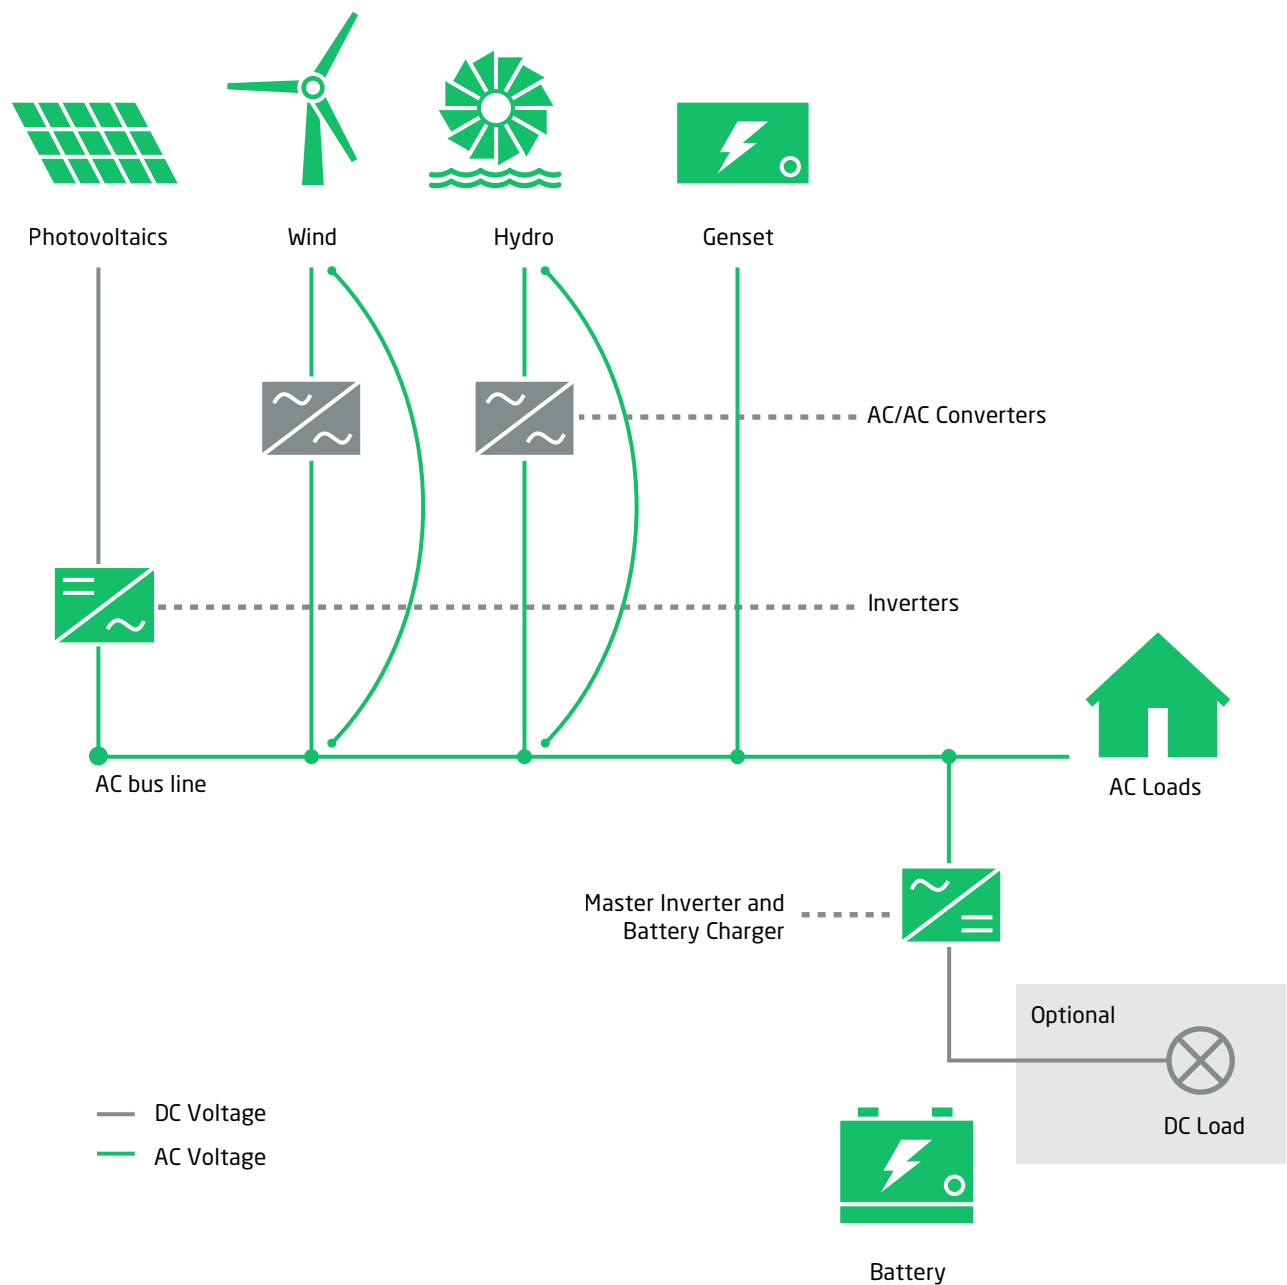 Photovoltaics
Wind
Hydro
Genset
AC/AC Converters
Inverters
AC bus line
AC Loads
Master Inverter and
Battery Charger
Optional
DC Load
DC Voltage
AC Voltage
Battery